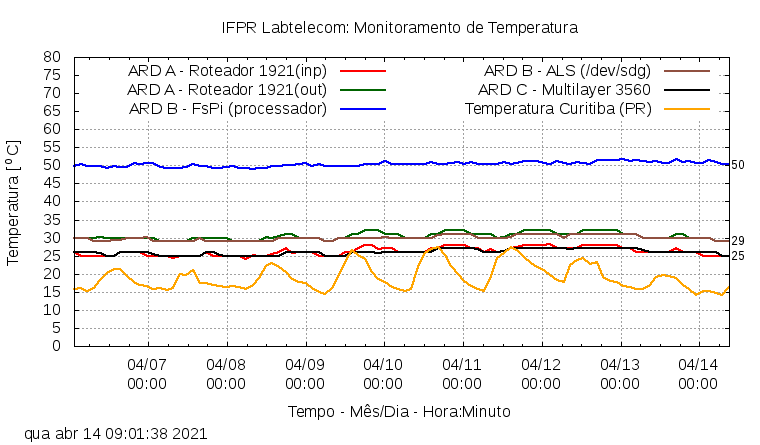 IFPR Labtelecom: Monitoramento de Temperatura
Temperatura [ºC]
80
75
70
65
60
55
50
45
40
35
30
25
20
15
10
5
0
ARD A - Roteador 1921(inp)
ARD A - Roteador 1921(out)
ARD B - FsPi (processador)
ARD B - ALS (/dev/sdg)
ARD C - Multilayer 3560
Temperatura Curitiba (PR)
50
29
25
04/07 04/08 04/09 04/10 04/11 04/12 04/13 04/14
00:00 00:00 00:00 00:00 00:00 00:00 00:00 00:00
Tempo - Mês/Dia - Hora:Minuto
qua abr 14 09:01:38 2021